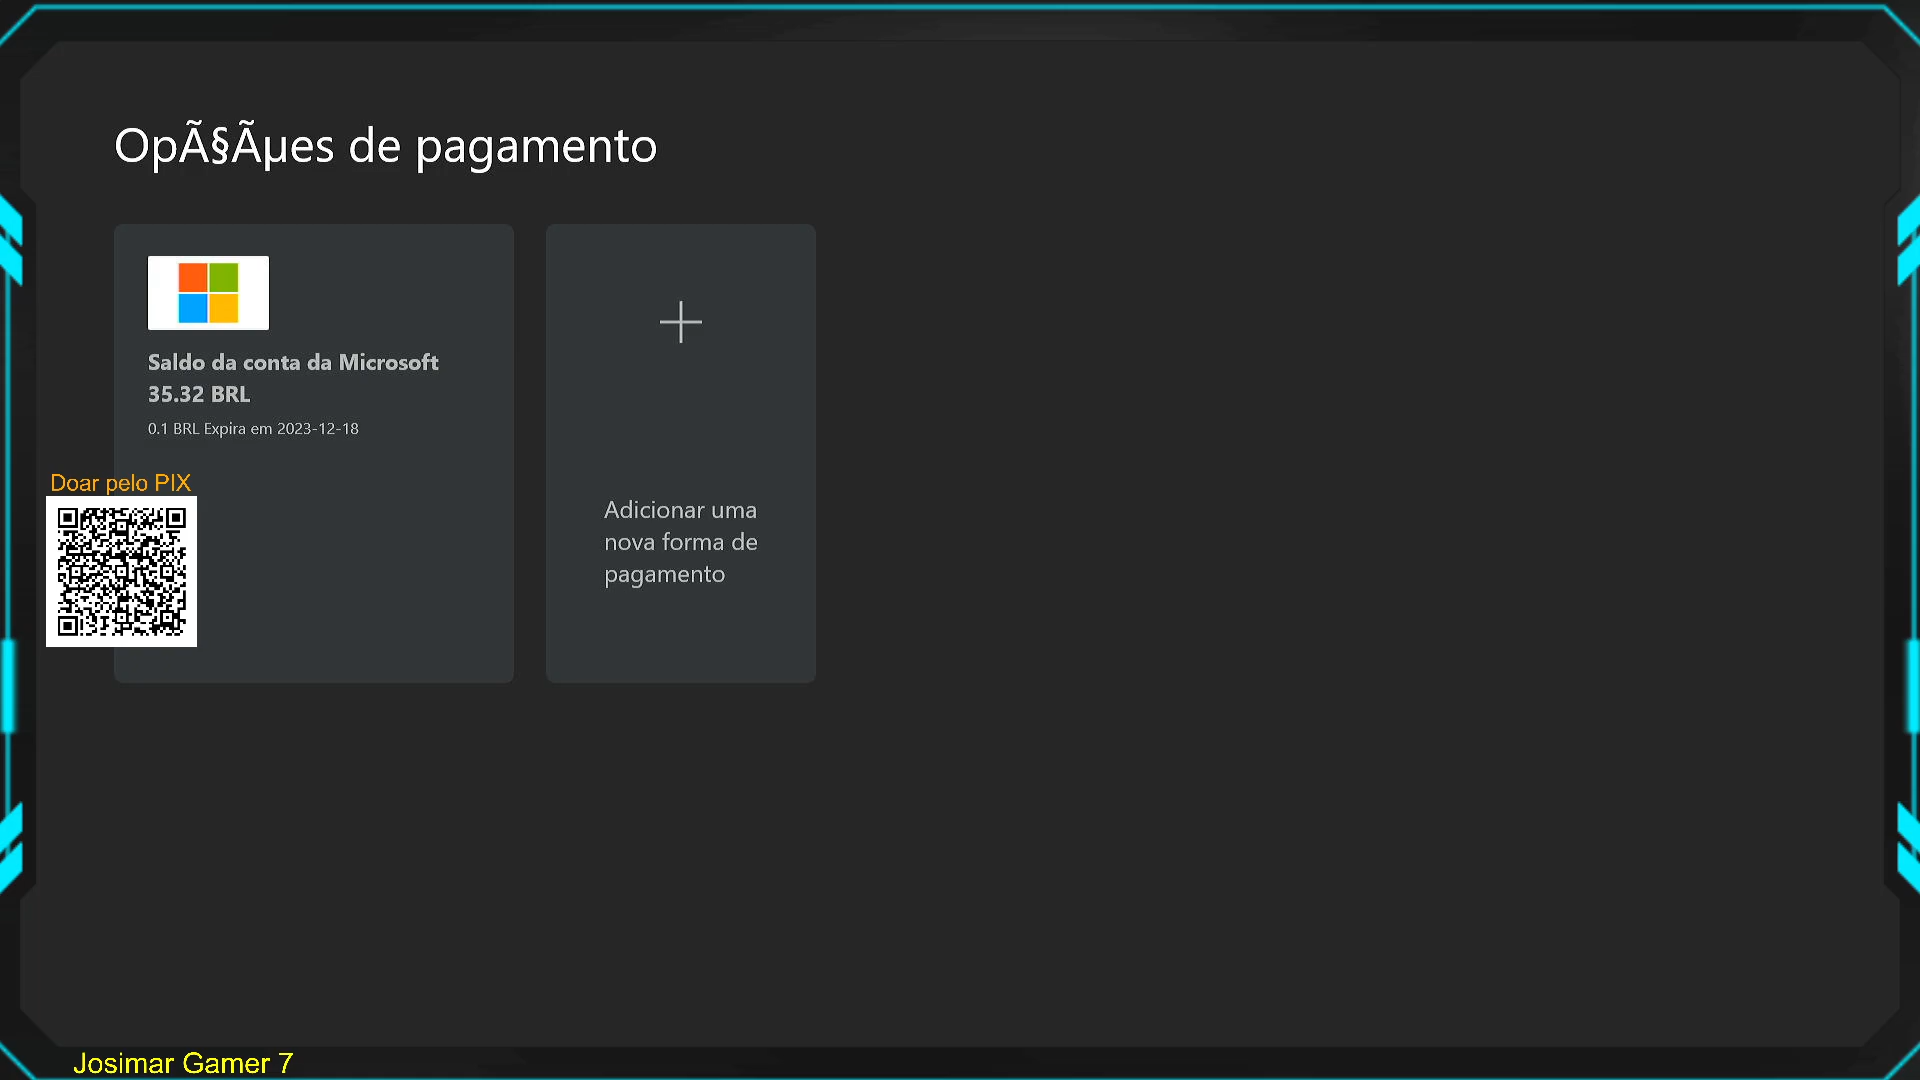 OpÃ§Ãµes de pagamento
Saldo da conta da Microsoft
35.32 BRL
0.1 BRL Expira em 2023-12-18
Adicionar uma
nova forma de
pagamento
Doar pelo PIX
Josimar Gamer 7